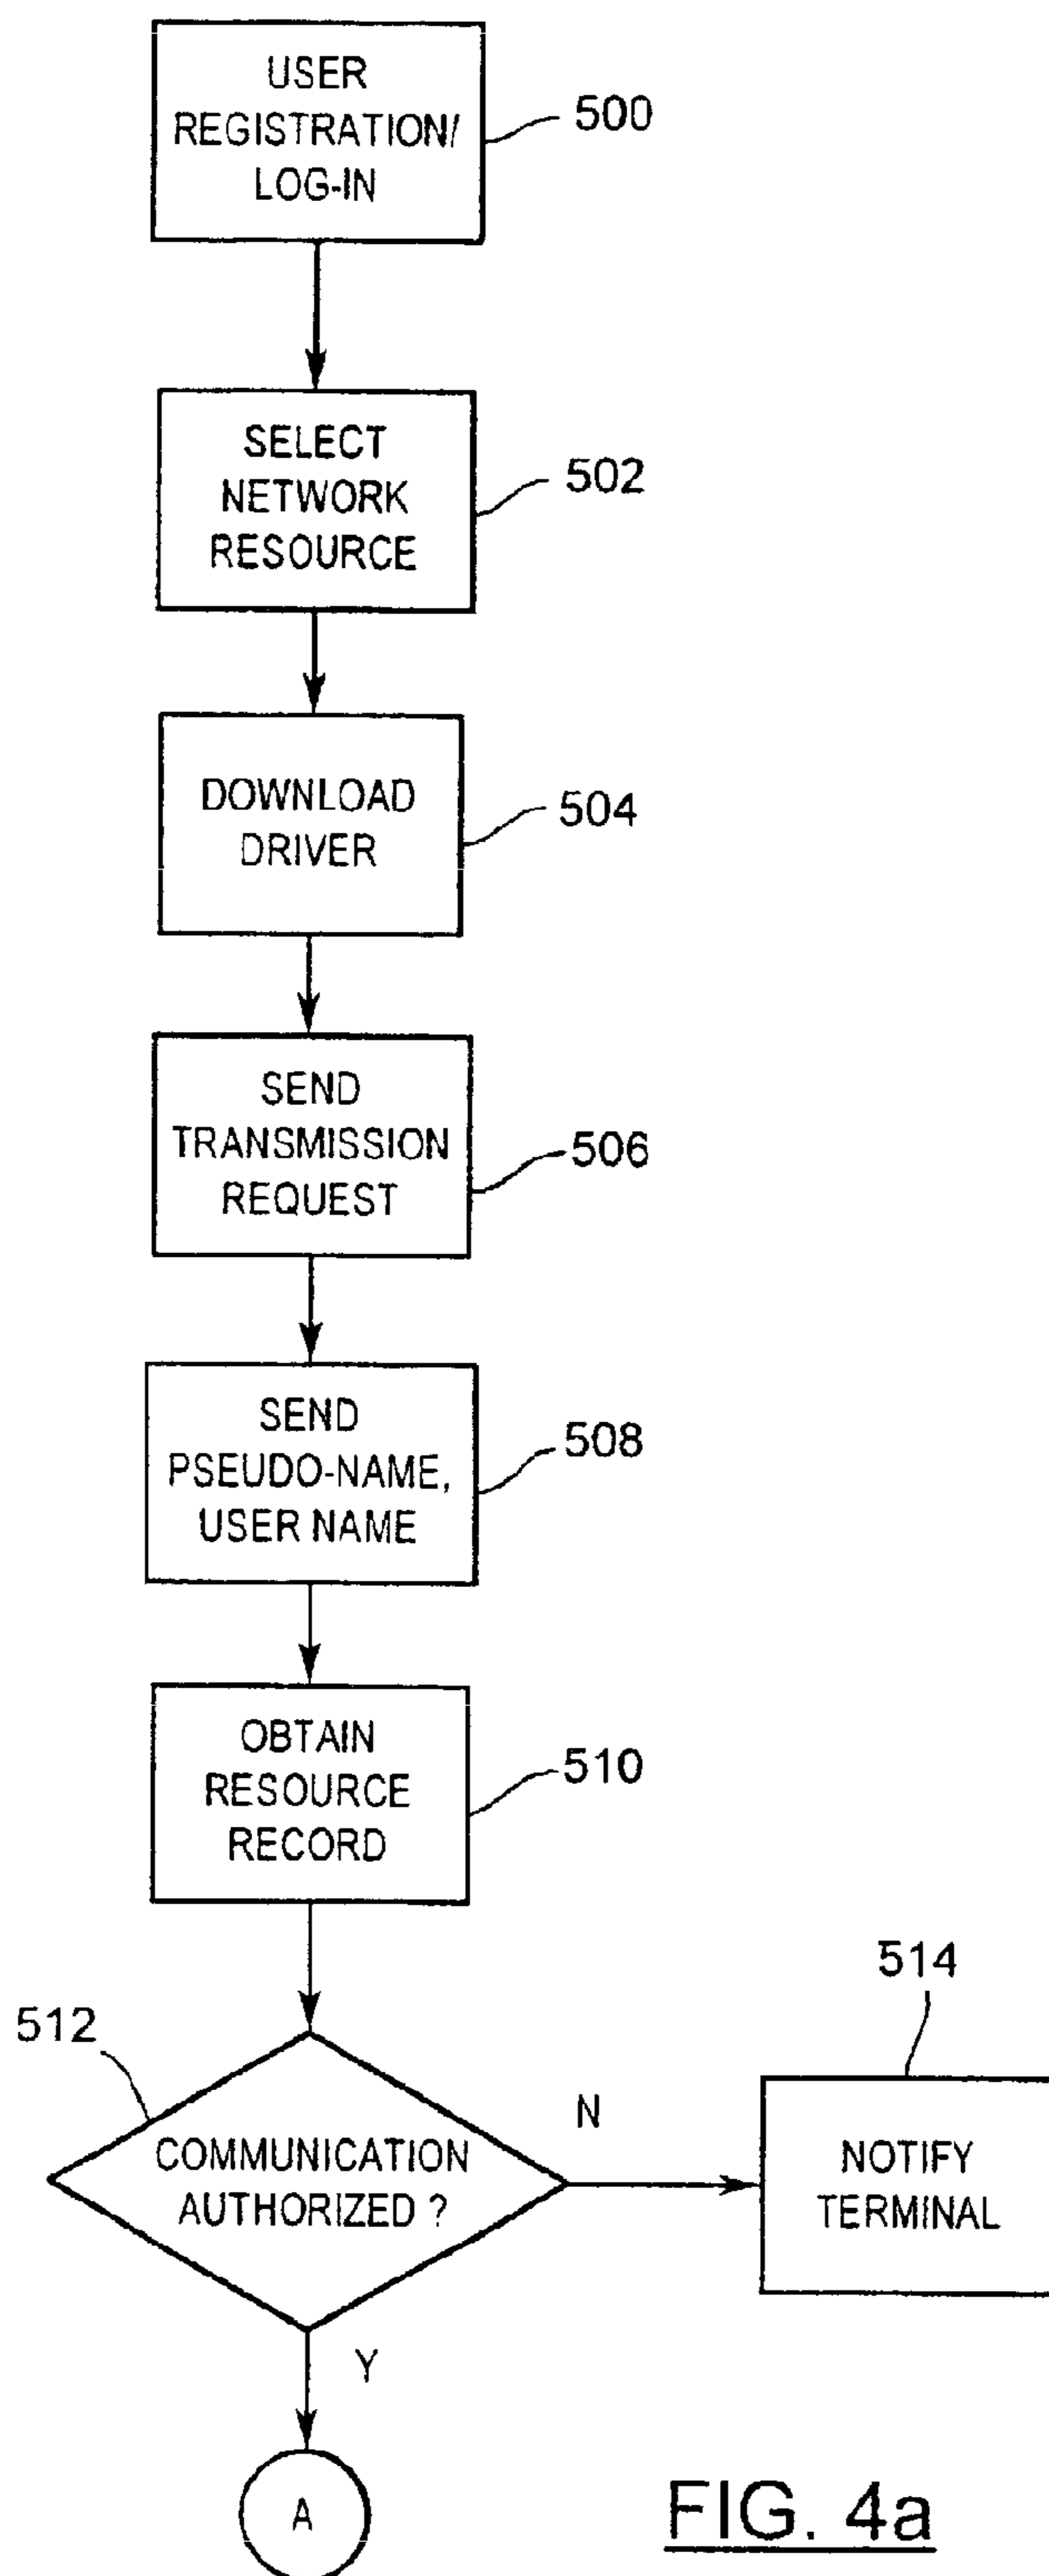 USER
REGISTRATION/
LOG-IN
500
SELECT
NETWORK
RESOURCE
502
DOWNLOAD
DRIVER
504
SEND
TRANSMISSION
REQUEST
506
SEND
PSEUDO-NAME,
USER NAME
508
OBTAIN
RESOURCE
RECORD
510
512
COMMUNICATION
AUTHORIZED ?
N
514
NOTIFY
TERMINAL
Y
A
FIG. 4a